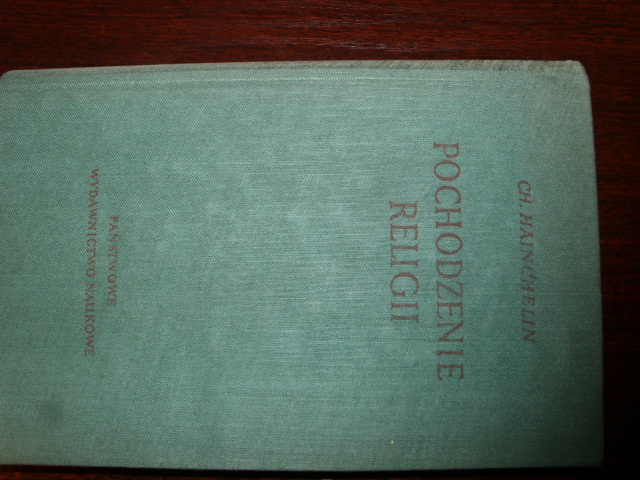 CH. HAINCHELIN
POCHODZENIE
RELIGII
PAŃSTWOWE
WYDAWNICTWO NAUKOWE